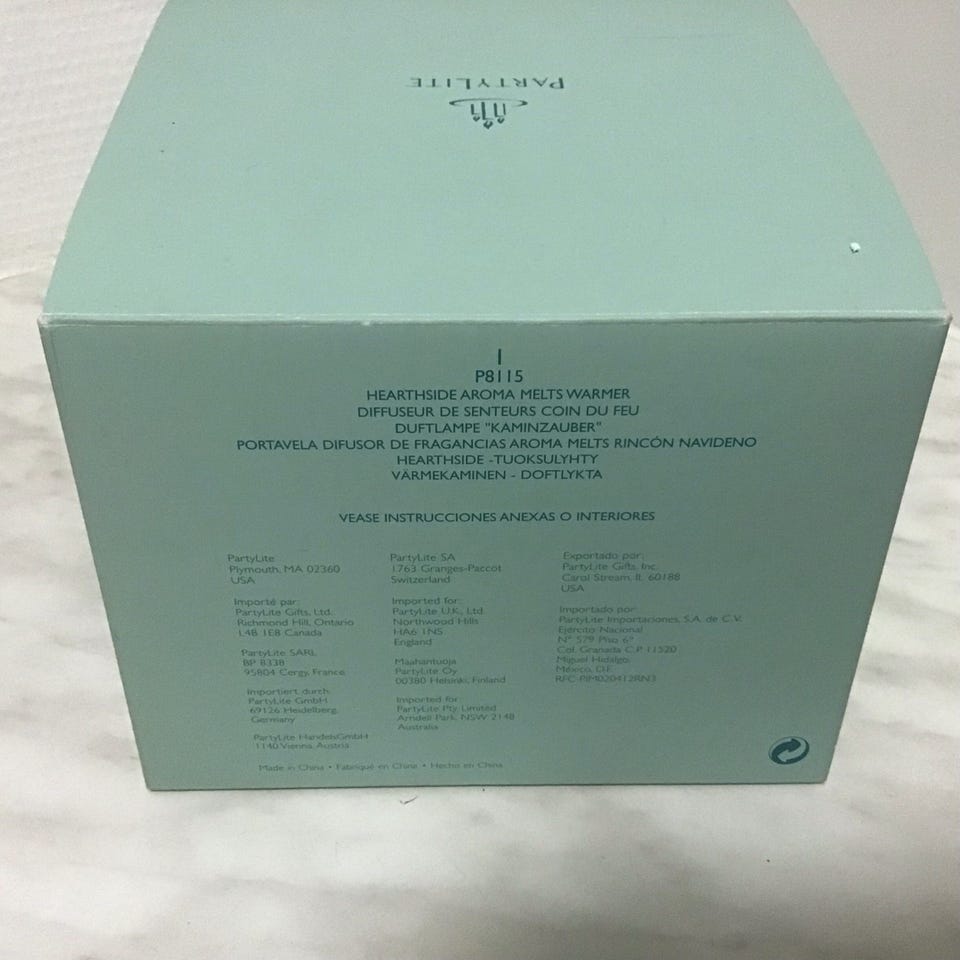 PARTYLITE
1
P8115
HEARTHSIDE AROMA MELTS WARMER
DIFFUSEUR DE SENTEURS COIN DU FEU
DUFTLAMPE "KAMINZAUBER"
PORTAVELA DIFUSOR DE FRAGANCIAS AROMA MELTS RINCÓN NAVIDENO
HEARTHSIDE -TUOKSULYHTY
VÄRMEKAMINEN - DOFTLYKTA
VEASE INSTRUCCIONES ANEXAS O INTERIORES
PartyLite
Plymouth, MA 02360
USA
Importé par:
PartyLite Gifts, Ltd.
Richmond Hill, Ontario
L4B 1E8 Canada
PartyLite SARL
BP 8338
95804 Cergy, France
Importiert durch:
PartyLite GmbH
69126 Heidelberg,
Germany
PartyLite HandelsGmbH
1140 Vienna, Austria
PartyLite SA
1763 Granges-Paccot
Switzerland
Imported for:
PartyLite U.K., Ltd.
Northwood Hills
HA6 1NS
England
Maahantuoja
PartyLite Oy
00380 Helsinki, Finland
Imported for:
PartyLite Pty Limited
Arndell Park, NSW 2148
Australia
Exportado por:
PartyLite Gifts, Inc.
Carol Stream, IL 60188
USA
Importado por:
PartyLite Importaciones, S.A. de C.V.
Ejército Nacional
N° 579 Piso 6°
Col. Granada C.P. 11520
Miguel Hidalgo,
México, D.F.
RFC-PIM020412RN3
Made in China • Fabriqué en Chine • Hecho en China